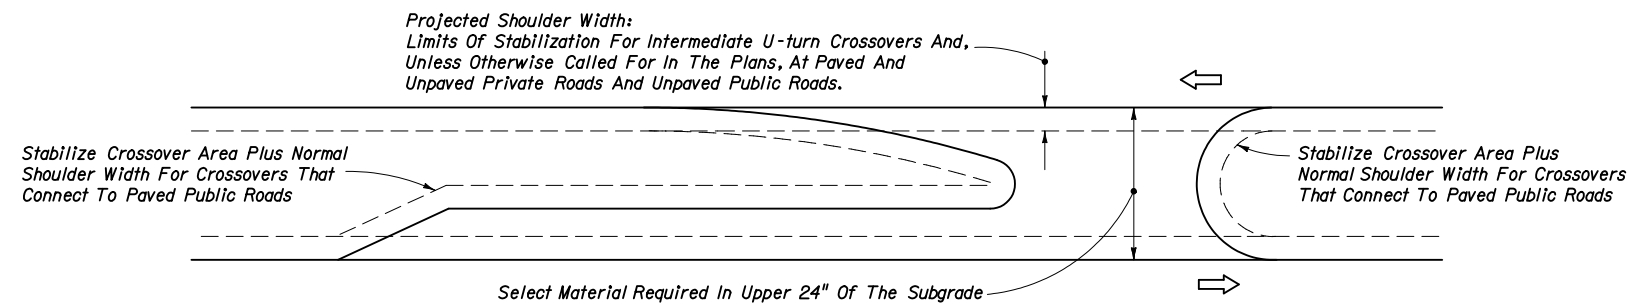 Projected Shoulder Width:
Limits Of Stabilization For Intermediate U-turn Crossovers And,
Unless Otherwise Called For In The Plans, At Paved And
Unpaved Private Roads And Unpaved Public Roads.
Stabilize Crossover Area Plus Normal
Shoulder Width For Crossovers That
Connect To Paved Public Roads
Stabilize Crossover Area Plus
Normal Shoulder Width For Crossovers
That Connect To Paved Public Roads
Select Material Required In Upper 24" Of The Subgrade